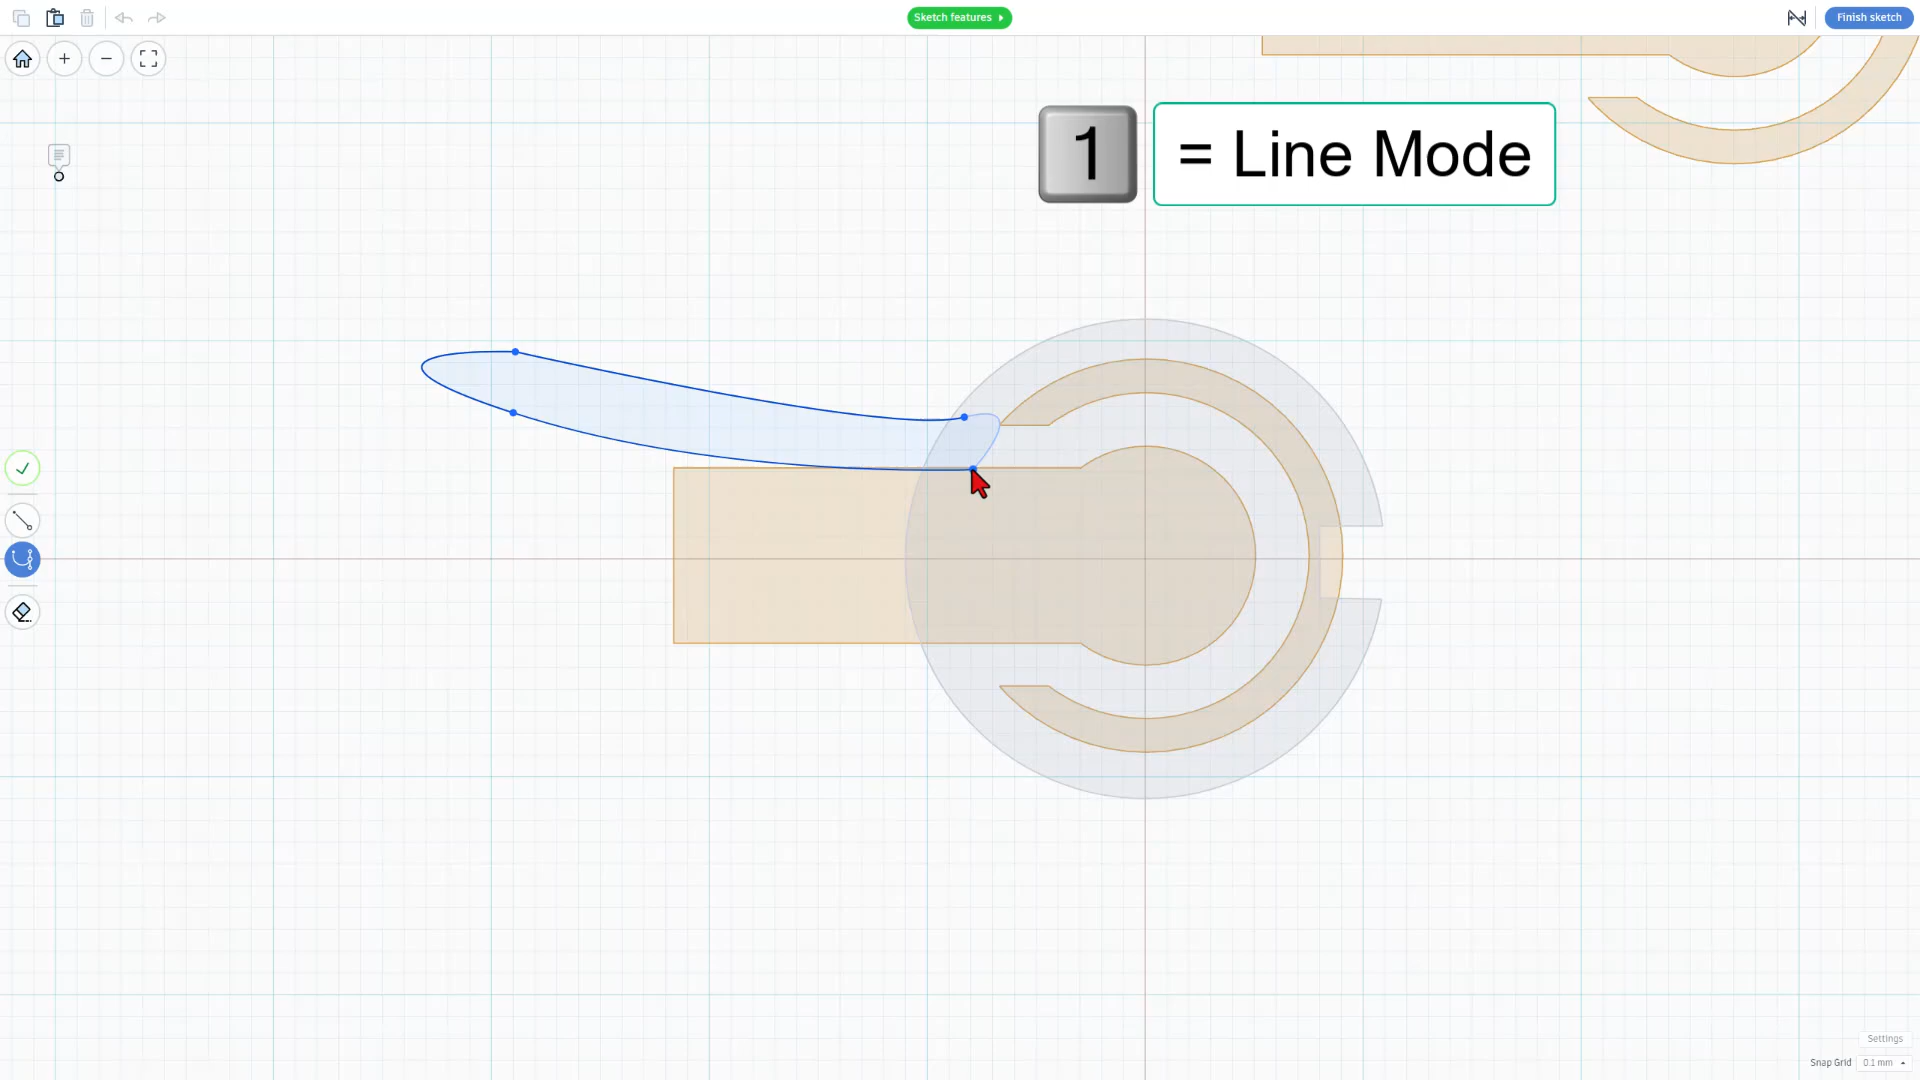 Sketch features
Finish sketch
1
= Line Mode
Settings
Snap Grid
0.1 mm